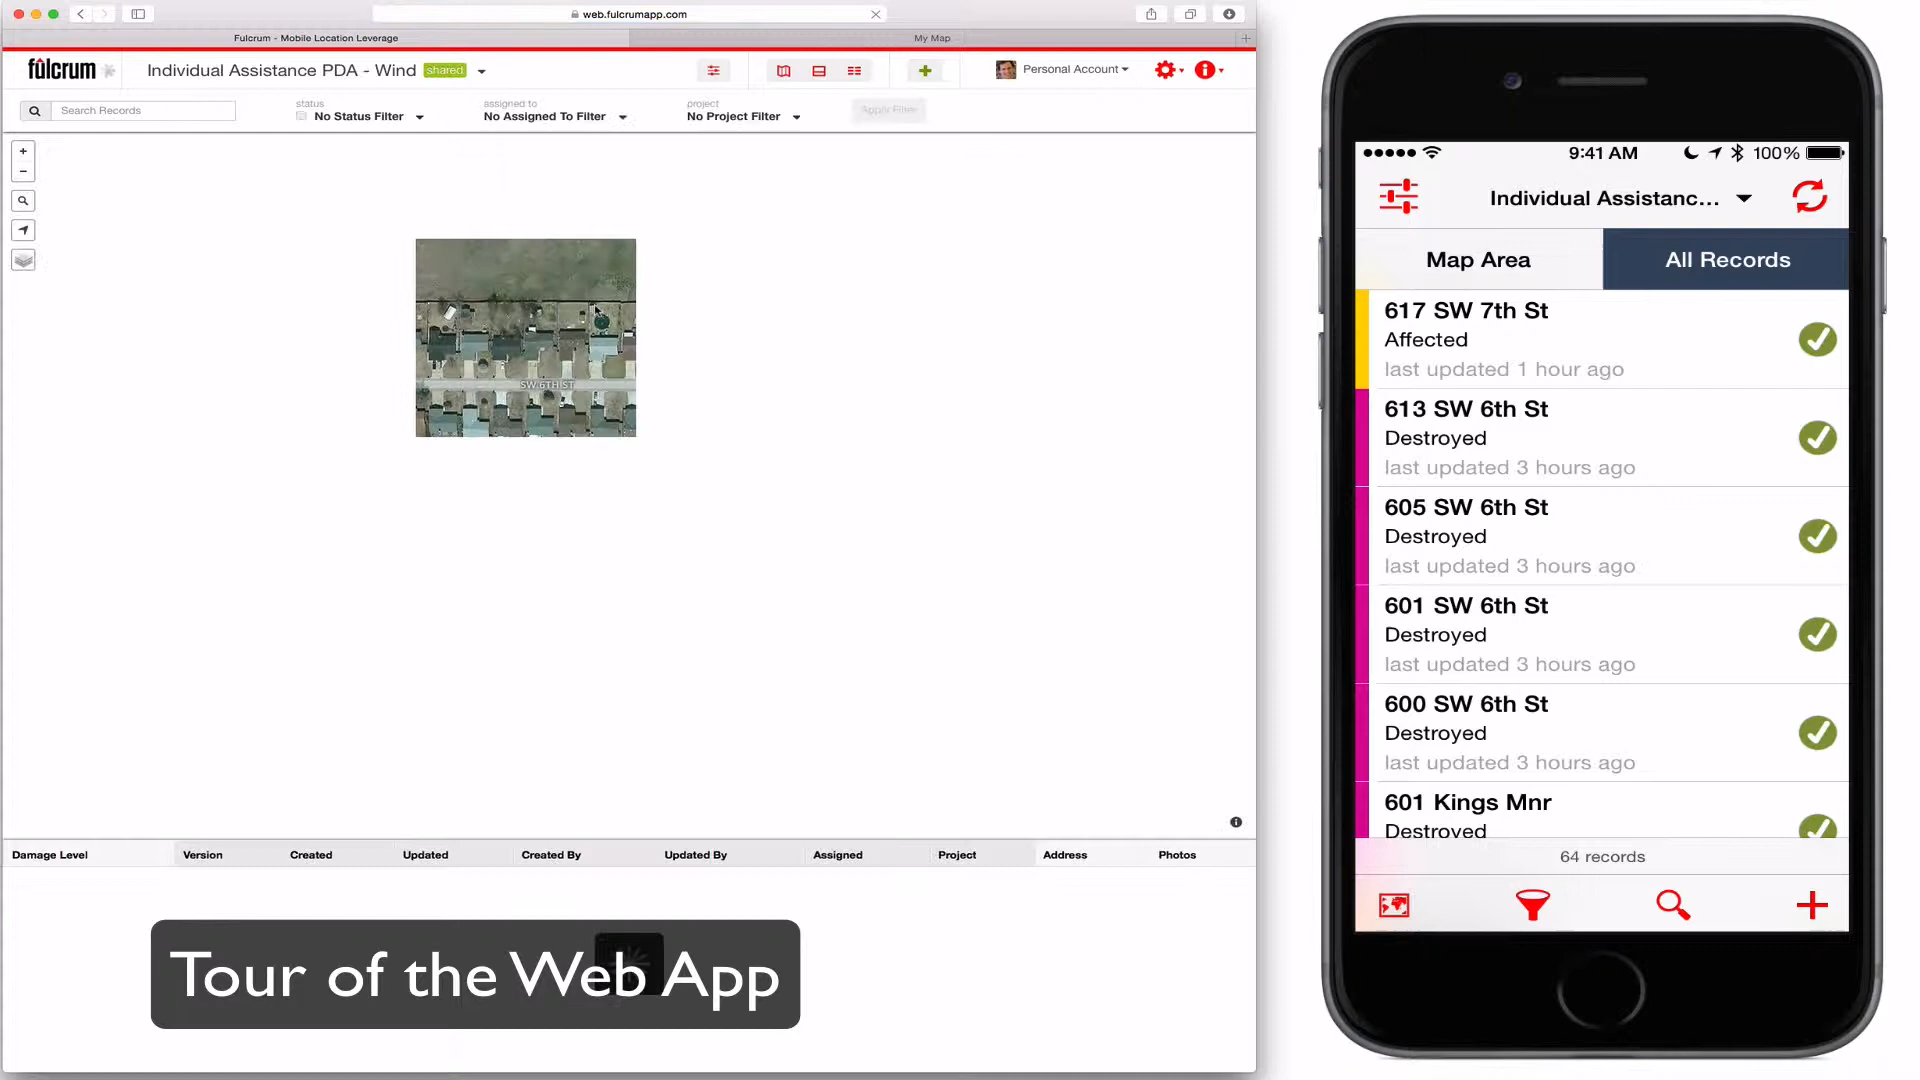 web.fulcrumapp.com
Fulcrum - Mobile Location Leverage
My Map
fulcrum
Individual Assistance PDA - Wind shared
Personal Account
Search Records
status
No Status Filter
assigned to
No Assigned To Filter
project
No Project Filter
Apply Filter
SW 6TH ST
Damage Level Version Created Updated Created By Updated By Assigned Project Address Photos
Tour of the Web App
9:41 AM 100%
Individual Assistanc...
Map Area
All Records
617 SW 7th St
Affected
last updated 1 hour ago
613 SW 6th St
Destroyed
last updated 3 hours ago
605 SW 6th St
Destroyed
last updated 3 hours ago
601 SW 6th St
Destroyed
last updated 3 hours ago
600 SW 6th St
Destroyed
last updated 3 hours ago
601 Kings Mnr
Destroyed
64 records